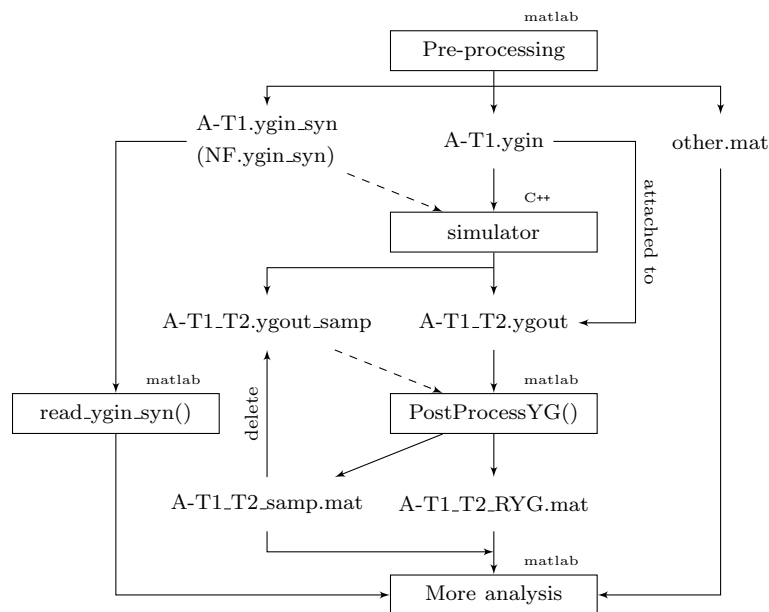 matlab
Pre-processing
A-T1.ygin_syn
(NF.ygin_syn)
A-T1.ygin
other.mat
attached to
C++
simulator
A-T1_T2.ygout_samp
A-T1_T2.ygout
matlab
read_ygin_syn()
delete
matlab
PostProcessYG()
A-T1_T2_samp.mat
A-T1_T2_RYG.mat
matlab
More analysis